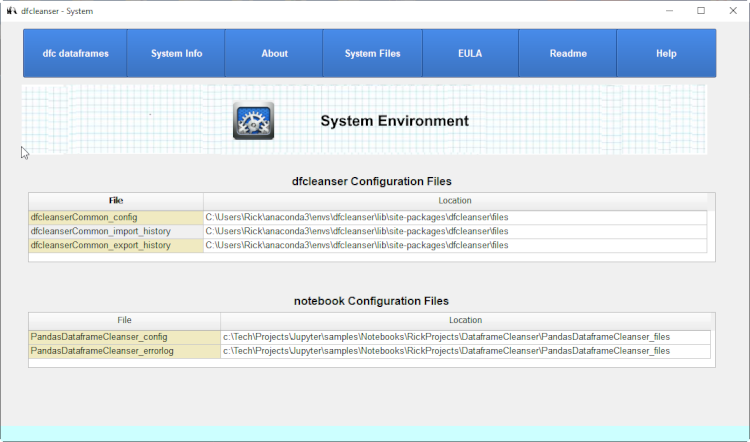 dfcleanser - System
dfc dataframes System Info About System Files EULA Readme Help
System Environment
dfcleanser Configuration Files
File Location
dfcleanserCommon_config C:\Users\Rick\anaconda3\envs\dfcleanser\lib\site-packages\dfcleanser\files
dfcleanserCommon_import_history C:\Users\Rick\anaconda3\envs\dfcleanser\lib\site-packages\dfcleanser\files
dfcleanserCommon_export_history C:\Users\Rick\anaconda3\envs\dfcleanser\lib\site-packages\dfcleanser\files
notebook Configuration Files
File Location
PandasDataframeCleanser_config c:\Tech\Projects\Jupyter\samples\Notebooks\RickProjects\DataframeCleanser\PandasDataframeCleanser_files
PandasDataframeCleanser_errorlog c:\Tech\Projects\Jupyter\samples\Notebooks\RickProjects\DataframeCleanser\PandasDataframeCleanser_files